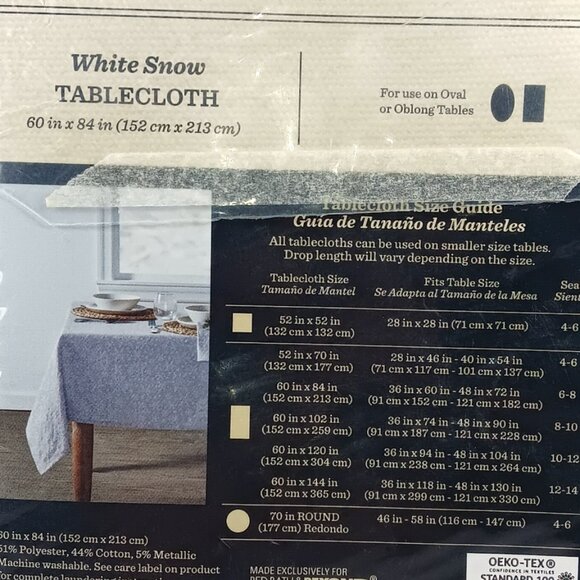 White Snow
TABLECLOTH
60 in x 84 in (152 cm x 213 cm)
For use on Oval
or Oblong Tables
Tablecloth Size Guide
Guía de Tanaño de Manteles
All tablecloths can be used on smaller size tables.
Drop length will vary depending on the size.
Tablecloth Size
Tamaño de Mantel
Fits Table Size
Se Adapta al Tamaño de la Mesa
52 in x 52 in
(132 cm x 132 cm)
28 in x 28 in (71 cm x 71 cm)
4-6
52 in x 70 in
(132 cm x 177 cm)
28 in x 46 in - 40 in x 54 in
(71 cm x 117 cm - 101 cm x 137 cm)
4-6
60 in x 84 in
(152 cm x 213 cm)
36 in x 60 in - 48 in x 72 in
(91 cm x 152 cm - 121 cm x 182 cm)
6-8
60 in x 102 in
(152 cm x 259 cm)
36 in x 74 in - 48 in x 90 in
(91 cm x 187 cm - 121 cm x 228 cm)
8-10
60 in x 120 in
(152 cm x 304 cm)
36 in x 94 in - 48 in x 104 in
(91 cm x 238 cm - 121 cm x 264 cm)
10-12
60 in x 144 in
(152 cm x 365 cm)
36 in x 118 in - 48 in x 130 in
(91 cm x 299 cm - 121 cm x 330 cm)
12-14
70 in ROUND
(177 cm) Redondo
46 in - 58 in (116 cm - 147 cm)
4-6
60 in x 84 in (152 cm x 213 cm)
51% Polyester, 44% Cotton, 5% Metallic
Machine washable. See care label on product
for complete laundering
MADE EXCLUSIVELY FOR
OEKO-TEX®
CONFIDENCE IN TEXTILES
STANDARD 100